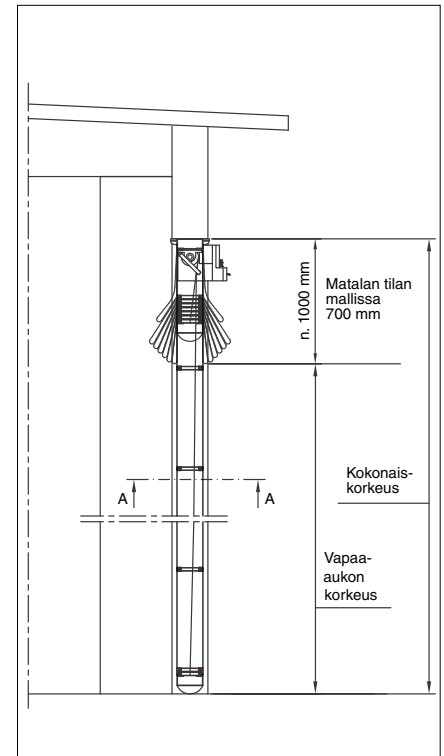 n. 1000 mm
Matalan tilan
mallissa
700 mm
Kokonais-
korkeus
A
A
Vapaa-
aukon
korkeus